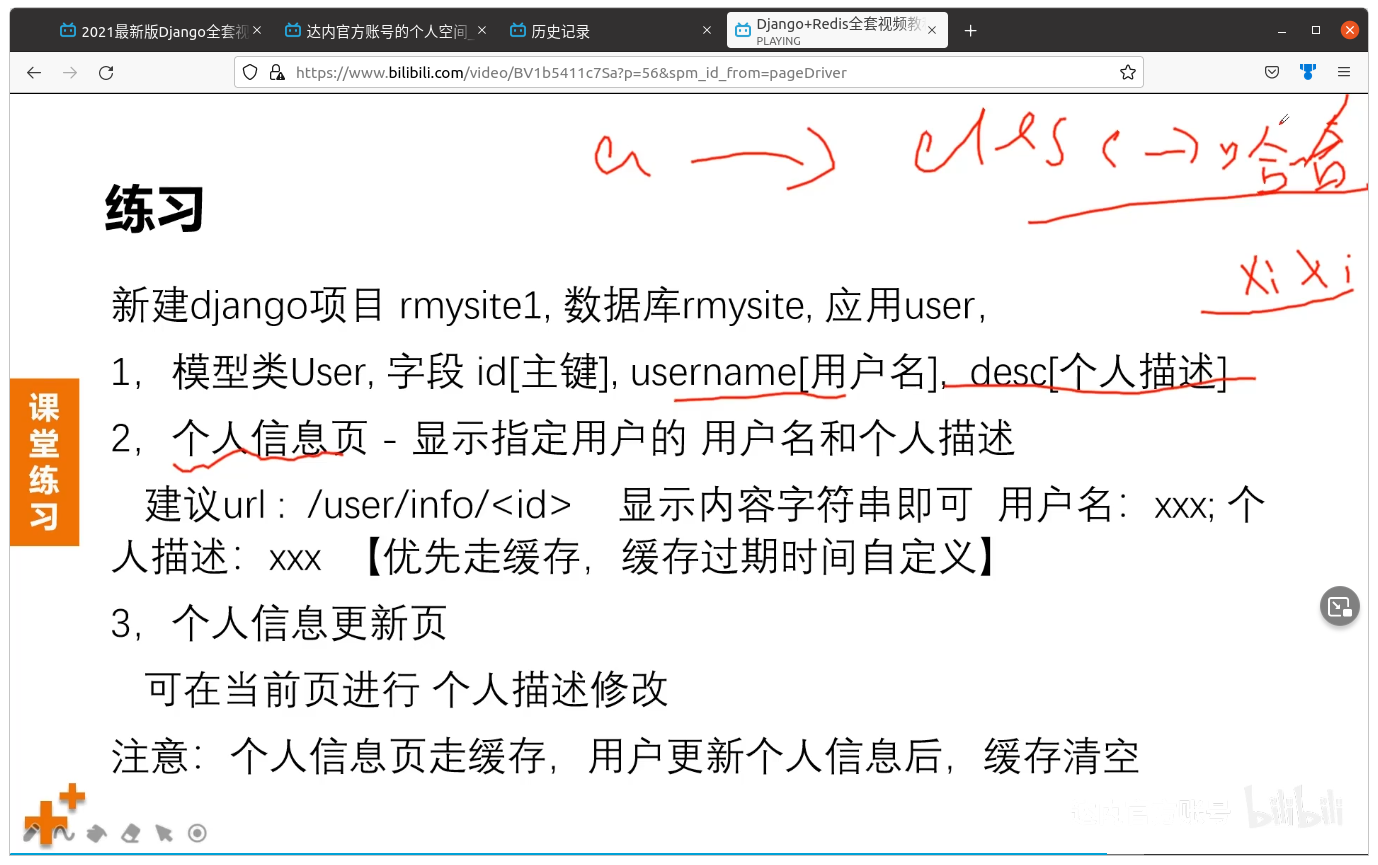 2021最新版Django全套视
达内官方账号的个人空间_
历史记录
Django+Redis全套视频教
PLAYING
https://www.bilibili.com/video/BV1b5411c7Sa?p=56&spm_id_from=pageDriver
xi xi
练习
新建django项目 rmysite1, 数据库rmysite, 应用user,
1, 模型类User, 字段 id[主键], username[用户名], desc[个人描述]
2, 个人信息页 - 显示指定用户的 用户名和个人描述
建议url : /user/info/<id> 显示内容字符串即可 用户名：xxx; 个
人描述：xxx 【优先走缓存，缓存过期时间自定义】
3, 个人信息更新页
可在当前页进行 个人描述修改
注意：个人信息页走缓存，用户更新个人信息后，缓存清空
课堂练习
bilibili